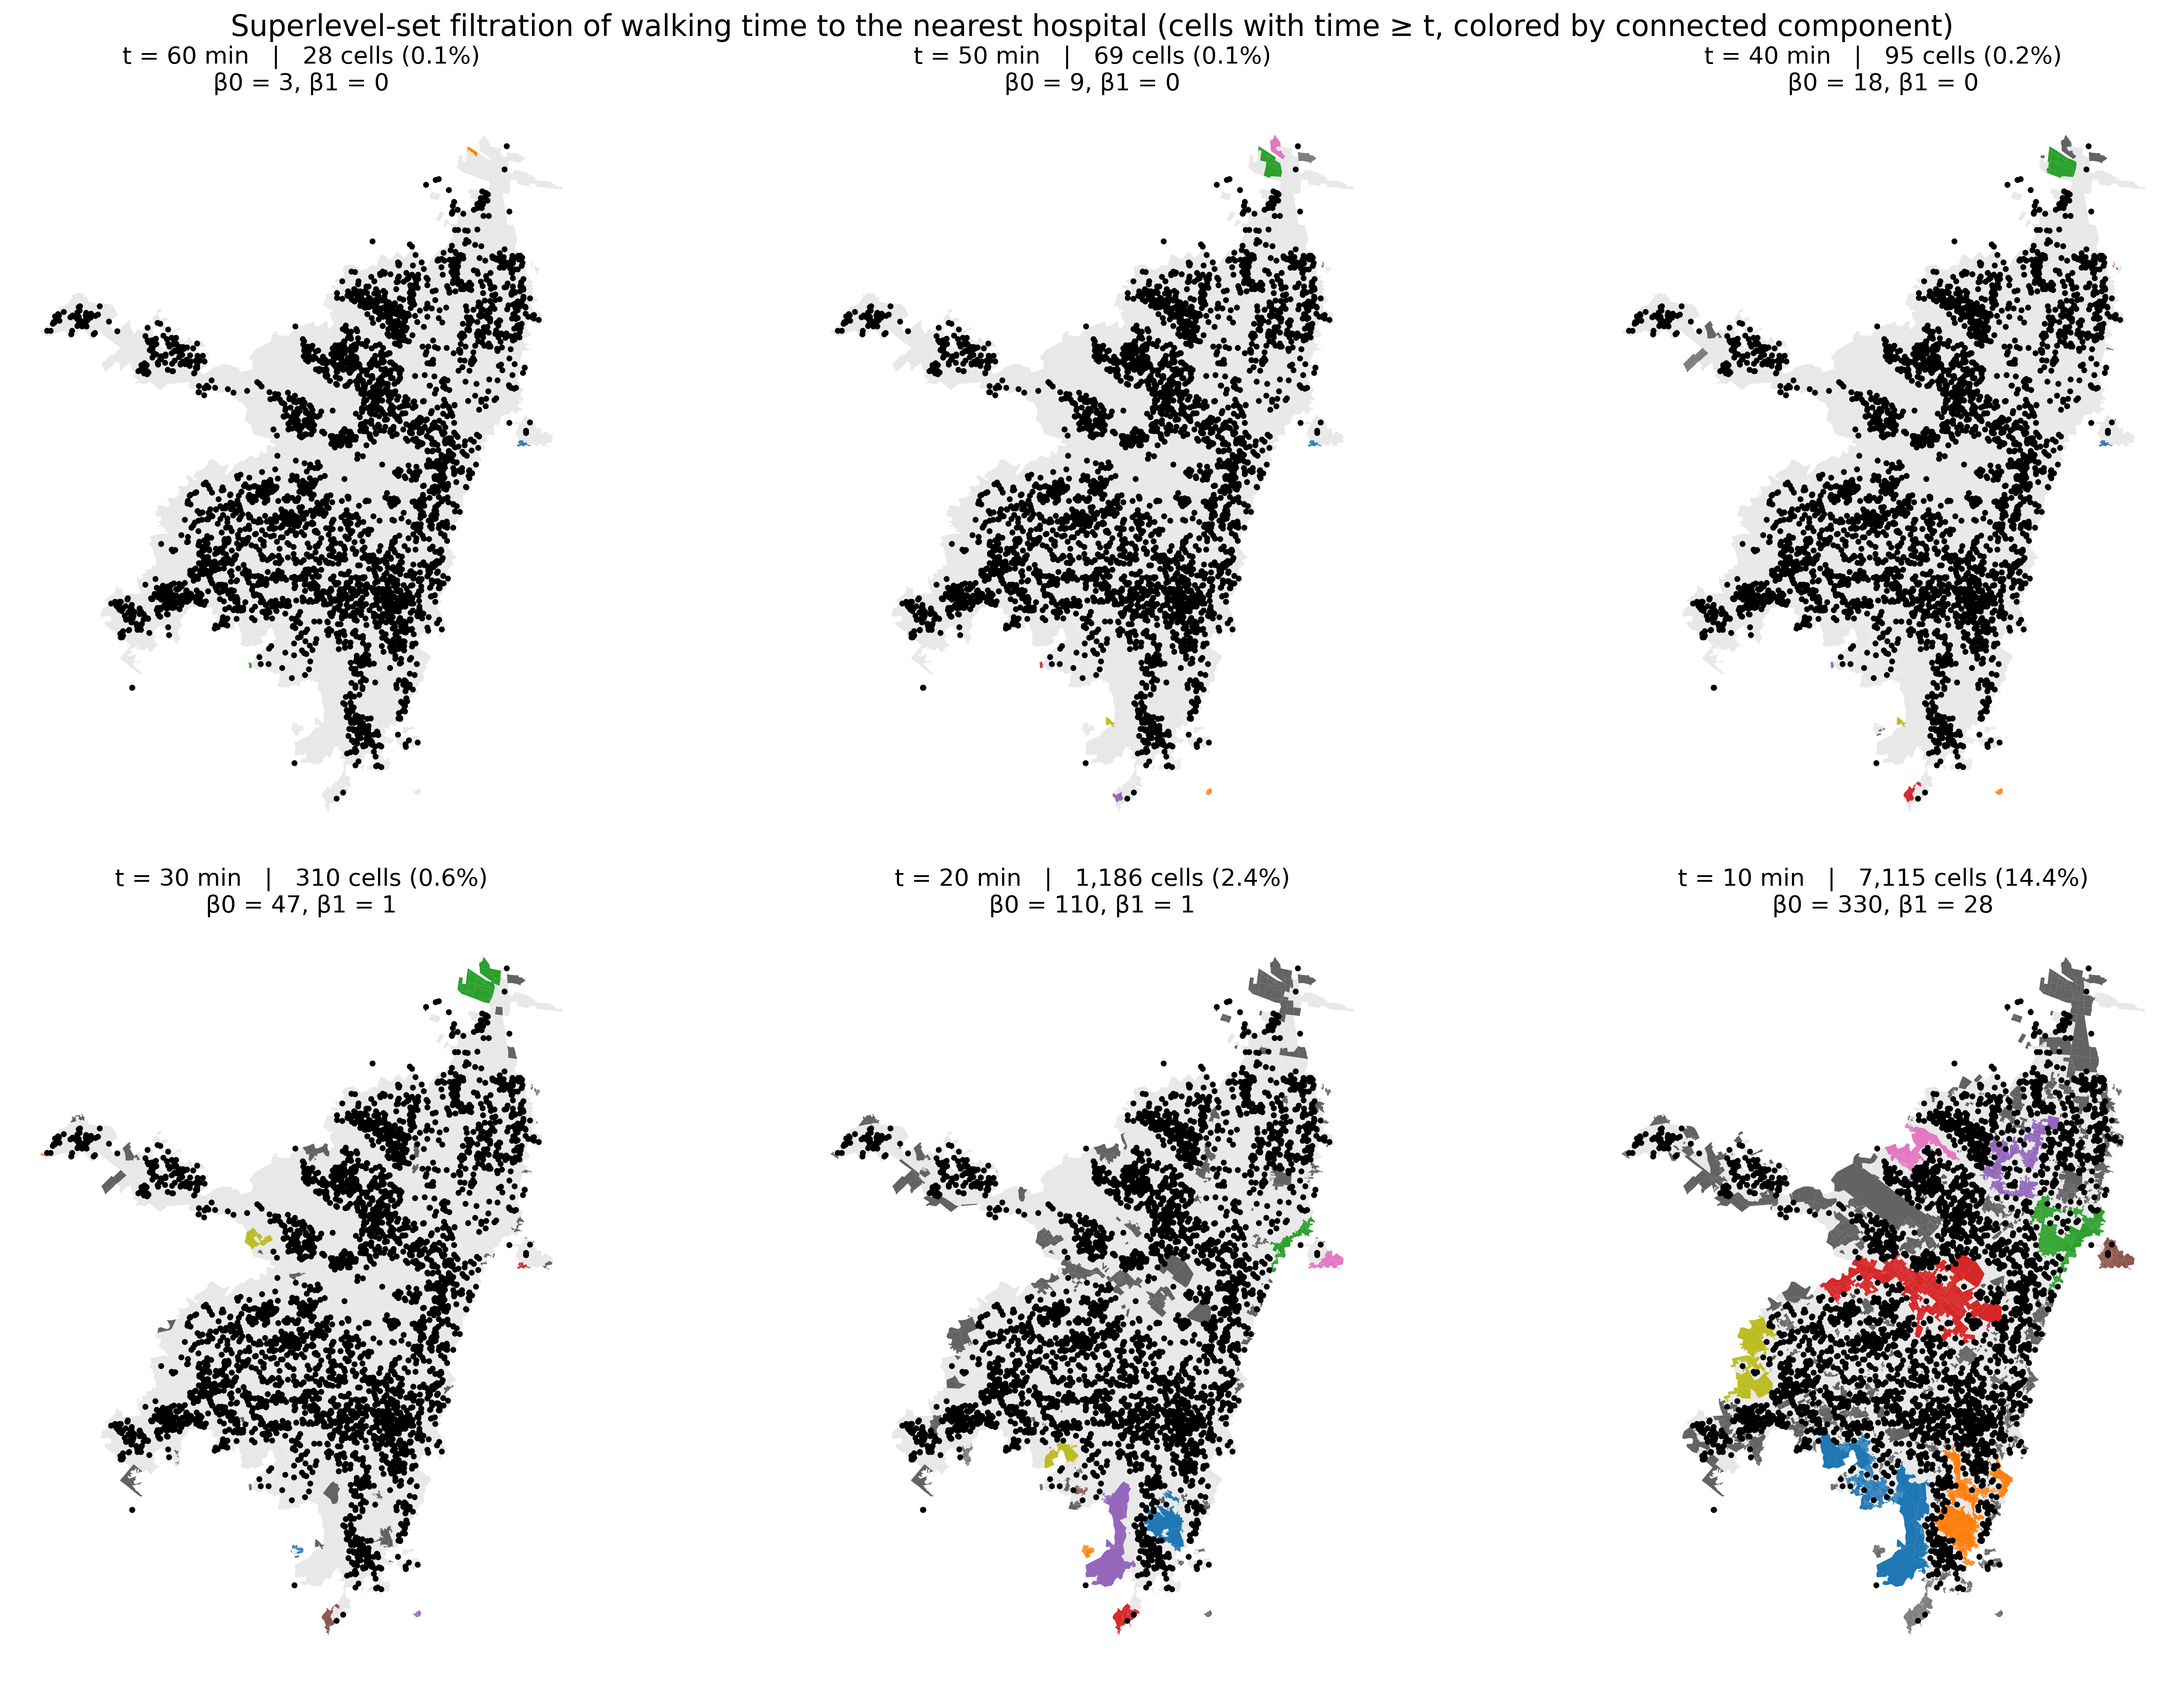 Superlevel-set filtration of walking time to the nearest hospital (cells with time ≥ t, colored by connected component)
t = 60 min | 28 cells (0.1%)
β0 = 3, β1 = 0
t = 50 min | 69 cells (0.1%)
β0 = 9, β1 = 0
t = 40 min | 95 cells (0.2%)
β0 = 18, β1 = 0
t = 30 min | 310 cells (0.6%)
β0 = 47, β1 = 1
t = 20 min | 1,186 cells (2.4%)
β0 = 110, β1 = 1
t = 10 min | 7,115 cells (14.4%)
β0 = 330, β1 = 28